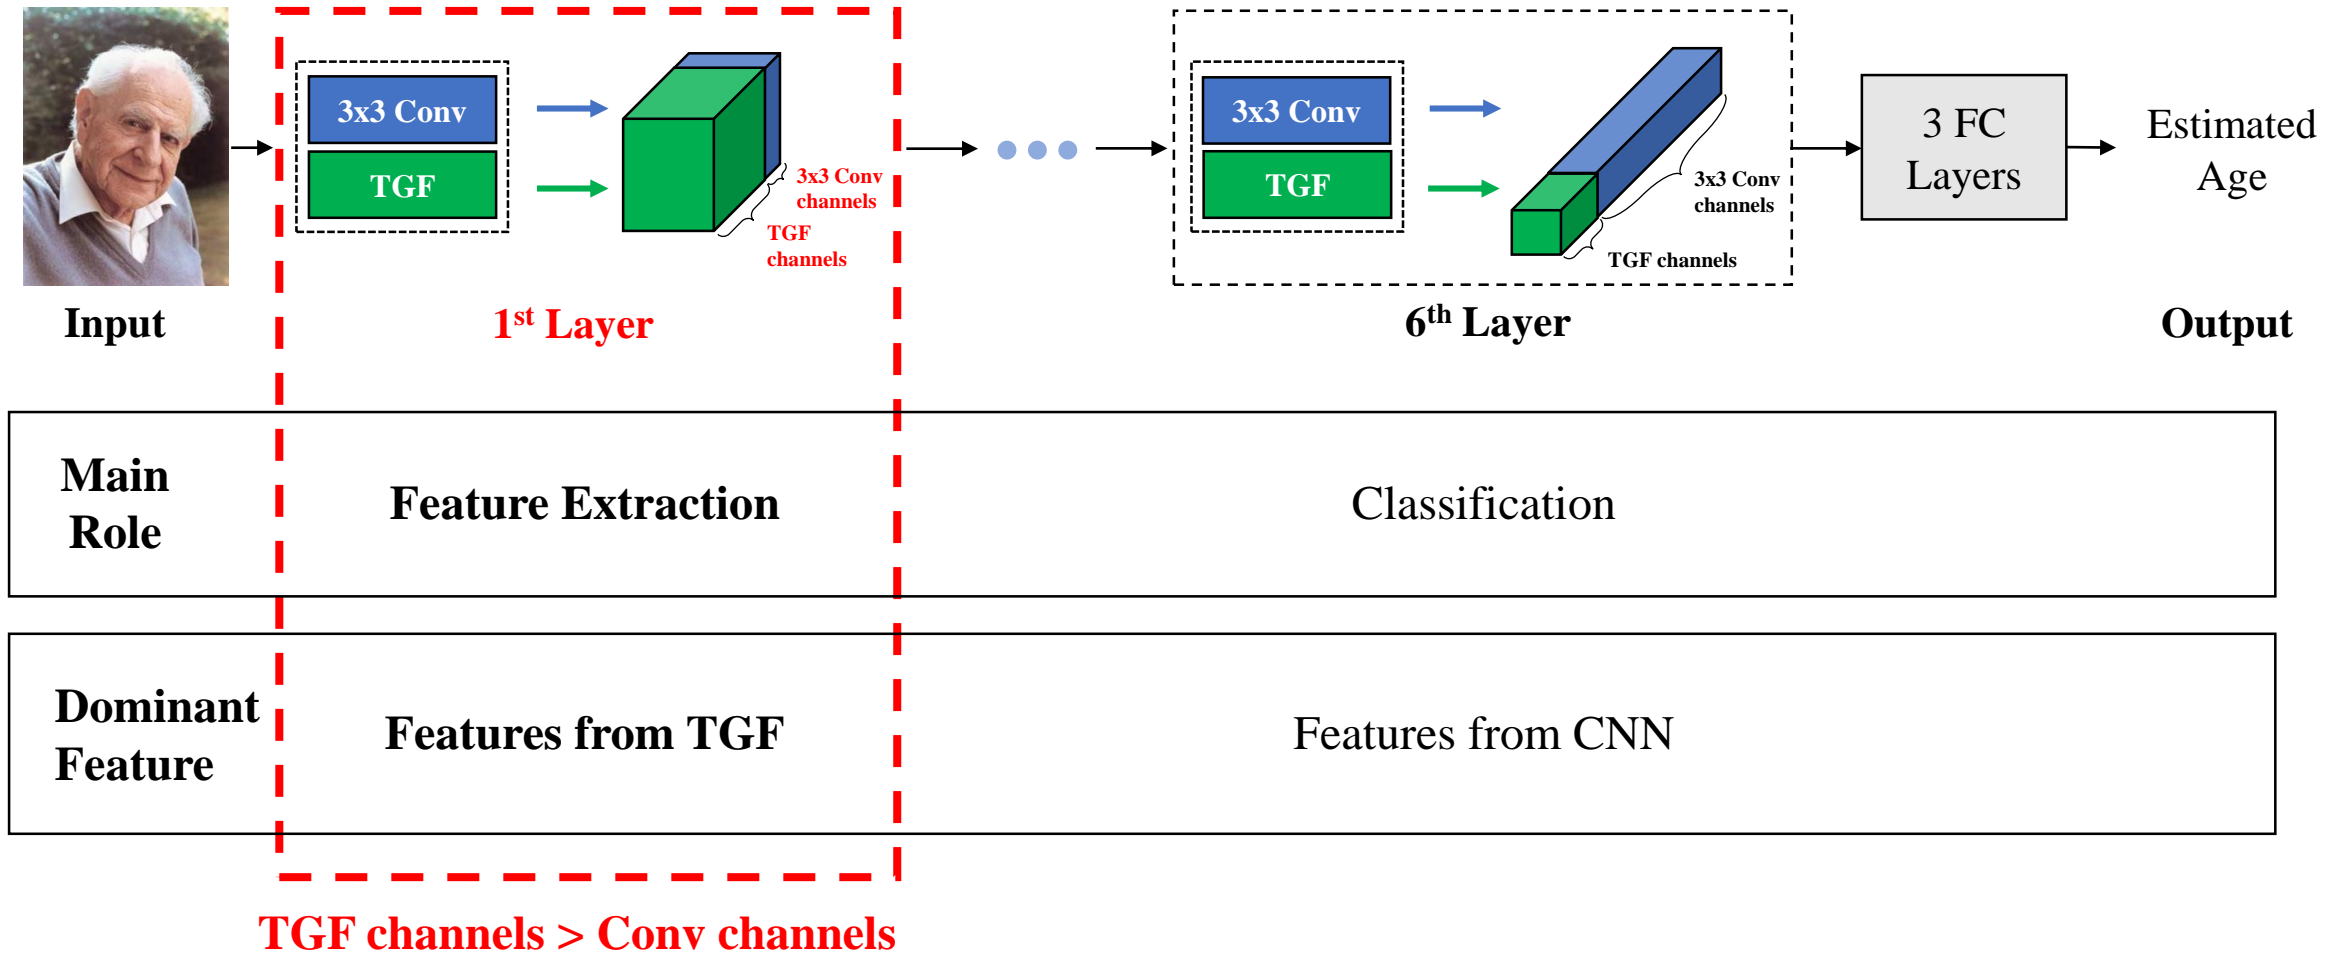 3x3 Conv
TGF
3x3 Conv
channels
TGF
channels
3x3 Conv
TGF
3x3 Conv
channels
TGF channels
3 FC
Layers
Estimated
Age
Input
1st Layer
6th Layer
Output
Main
Role
Feature Extraction
Classification
Dominant
Feature
Features from TGF
Features from CNN
TGF channels > Conv channels